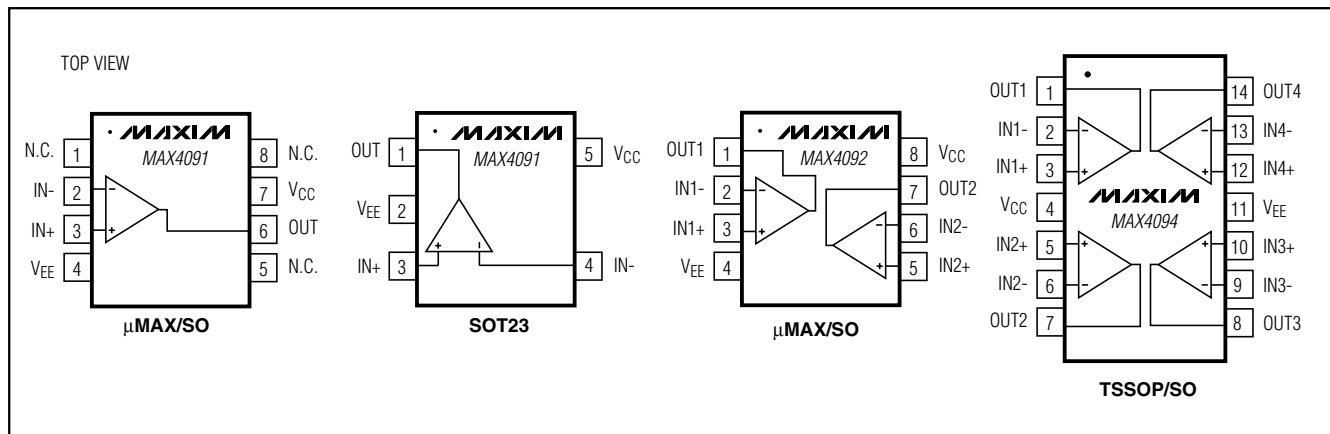 TOP VIEW
MAXIM
MAX4091
N.C. 1
IN- 2
IN+ 3
VEE 4
8 N.C.
7 VCC
6 OUT
5 N.C.
- 
+
μMAX/SO
MAXIM
MAX4091
OUT 1
VEE 2
IN+ 3
5 VCC
4 IN-
+ -
SOT23
MAXIM
MAX4092
OUT1 1
IN1- 2
IN1+ 3
VEE 4
8 VCC
7 OUT2
6 IN2-
5 IN2+
- 
+
-
+
μMAX/SO
OUT1 1
IN1- 2
IN1+ 3
VCC 4
IN2+ 5
IN2- 6
OUT2 7
14 OUT4
13 IN4-
12 IN4+
11 VEE
10 IN3+
9 IN3-
8 OUT3
- -
+ +
MAXIM
MAX4094
+ +
- -
TSSOP/SO